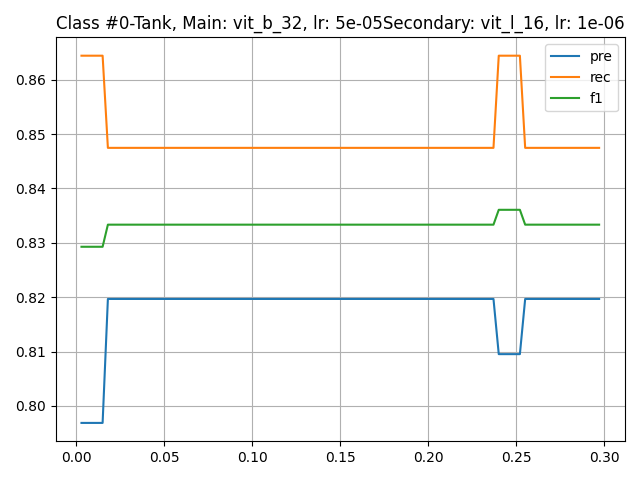 Class #0-Tank, Main: vit_b_32, lr: 5e-05Secondary: vit_l_16, lr: 1e-06
pre
rec
f1
0.86
0.85
0.84
0.83
0.82
0.81
0.80
0.00 0.05 0.10 0.15 0.20 0.25 0.30